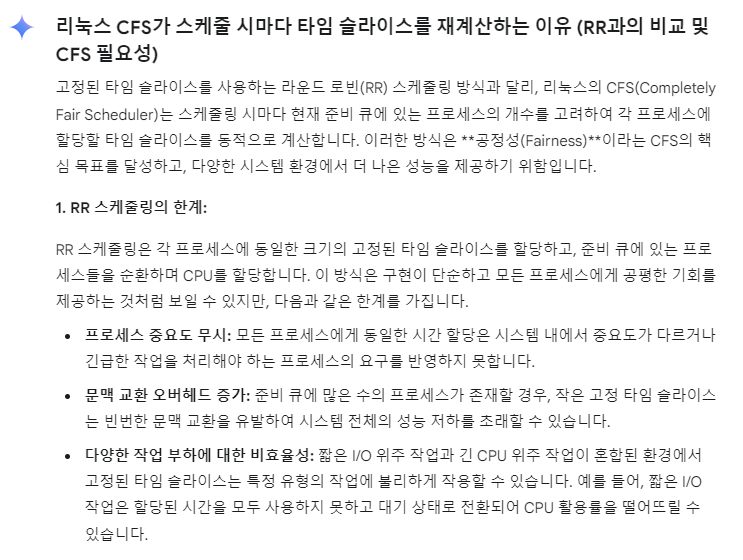 리눅스 CFS가 스케줄 시마다 타임 슬라이스를 재계산하는 이유 (RR과의 비교 및
CFS 필요성)
고정된 타임 슬라이스를 사용하는 라운드 로빈(RR) 스케줄링 방식과 달리, 리눅스의 CFS(Completely
Fair Scheduler)는 스케줄링 시마다 현재 준비 큐에 있는 프로세스의 개수를 고려하여 각 프로세스에
할당할 타임 슬라이스를 동적으로 계산합니다. 이러한 방식은 **공정성(Fairness)**이라는 CFS의 핵
심 목표를 달성하고, 다양한 시스템 환경에서 더 나은 성능을 제공하기 위함입니다.
1. RR 스케줄링의 한계:
RR 스케줄링은 각 프로세스에 동일한 크기의 고정된 타임 슬라이스를 할당하고, 준비 큐에 있는 프로
세스들을 순환하며 CPU를 할당합니다. 이 방식은 구현이 단순하고 모든 프로세스에게 공평한 기회를
제공하는 것처럼 보일 수 있지만, 다음과 같은 한계를 가집니다.
• 프로세스 중요도 무시: 모든 프로세스에게 동일한 시간 할당은 시스템 내에서 중요도가 다르거나
긴급한 작업을 처리해야 하는 프로세스의 요구를 반영하지 못합니다.
• 문맥 교환 오버헤드 증가: 준비 큐에 많은 수의 프로세스가 존재할 경우, 작은 고정 타임 슬라이스
는 빈번한 문맥 교환을 유발하여 시스템 전체의 성능 저하를 초래할 수 있습니다.
• 다양한 작업 부하에 대한 비효율성: 짧은 I/O 위주 작업과 긴 CPU 위주 작업이 혼합된 환경에서
고정된 타임 슬라이스는 특정 유형의 작업에 불리하게 작용할 수 있습니다. 예를 들어, 짧은 I/O
작업은 할당된 시간을 모두 사용하지 못하고 대기 상태로 전환되어 CPU 활용률을 떨어뜨릴 수
있습니다.